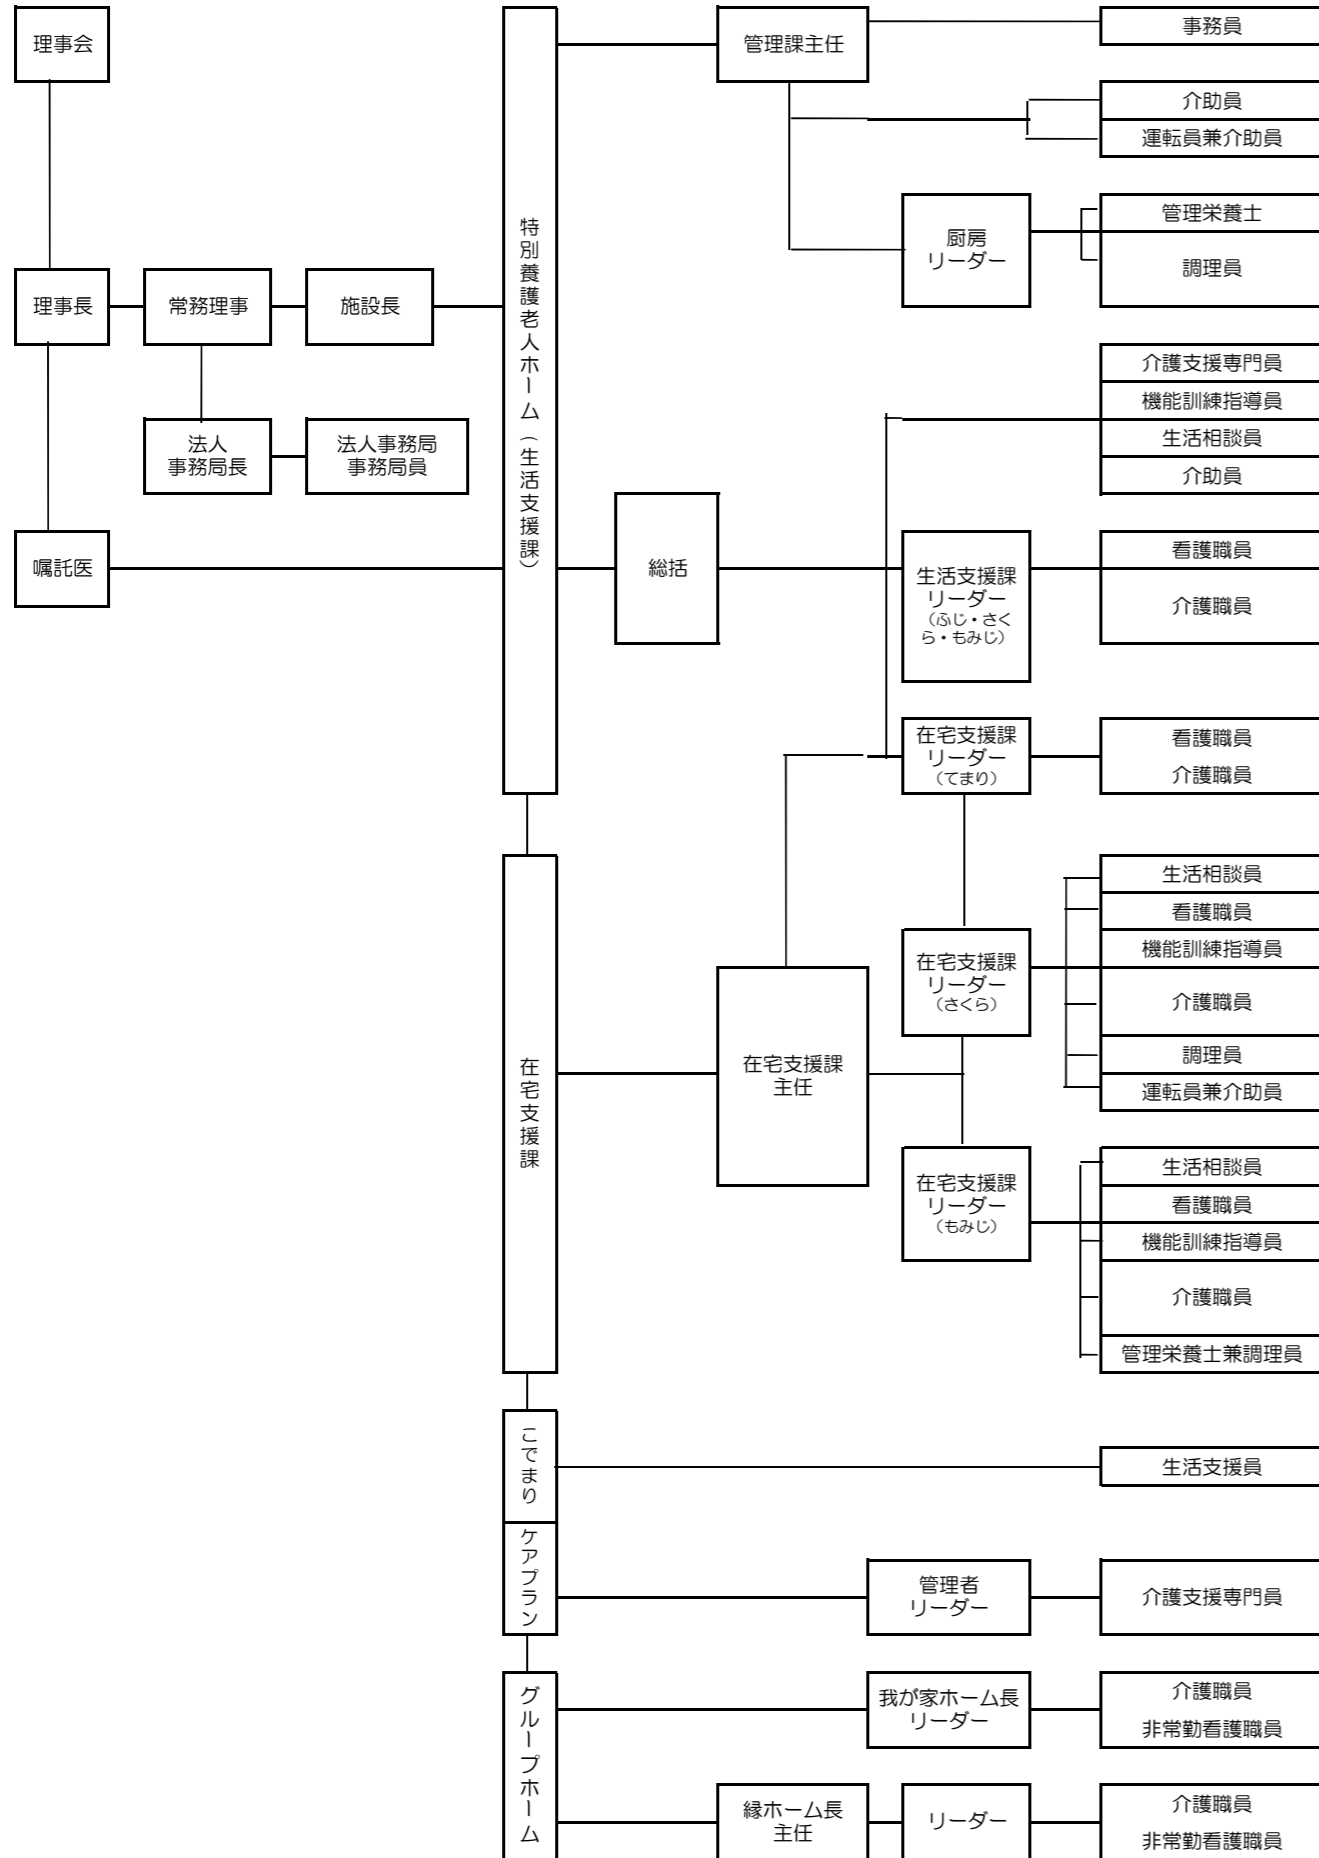 理事会
管理課主任
事務員
介助員
運転員兼介助員
管理栄養士
厨房
リーダー
調理員
特別養護老人ホーム（生活支援課）
理事長
常務理事
施設長
介護支援専門員
機能訓練指導員
生活相談員
介助員
法人
事務局長
法人事務局
事務局員
嘱託医
総括
生活支援課
リーダー
（ふじ・さく
ら・もみじ）
看護職員
介護職員
在宅支援課
リーダー
（てまり）
看護職員
介護職員
在宅支援課
在宅支援課
主任
在宅支援課
リーダー
（さくら）
生活相談員
看護職員
機能訓練指導員
介護職員
調理員
運転員兼介助員
在宅支援課
リーダー
（もみじ）
生活相談員
看護職員
機能訓練指導員
介護職員
管理栄養士兼調理員
こでまり
生活支援員
ケアプラン
管理者
リーダー
介護支援専門員
グループホーム
我が家ホーム長
リーダー
介護職員
非常勤看護職員
縁ホーム長
主任
リーダー
介護職員
非常勤看護職員